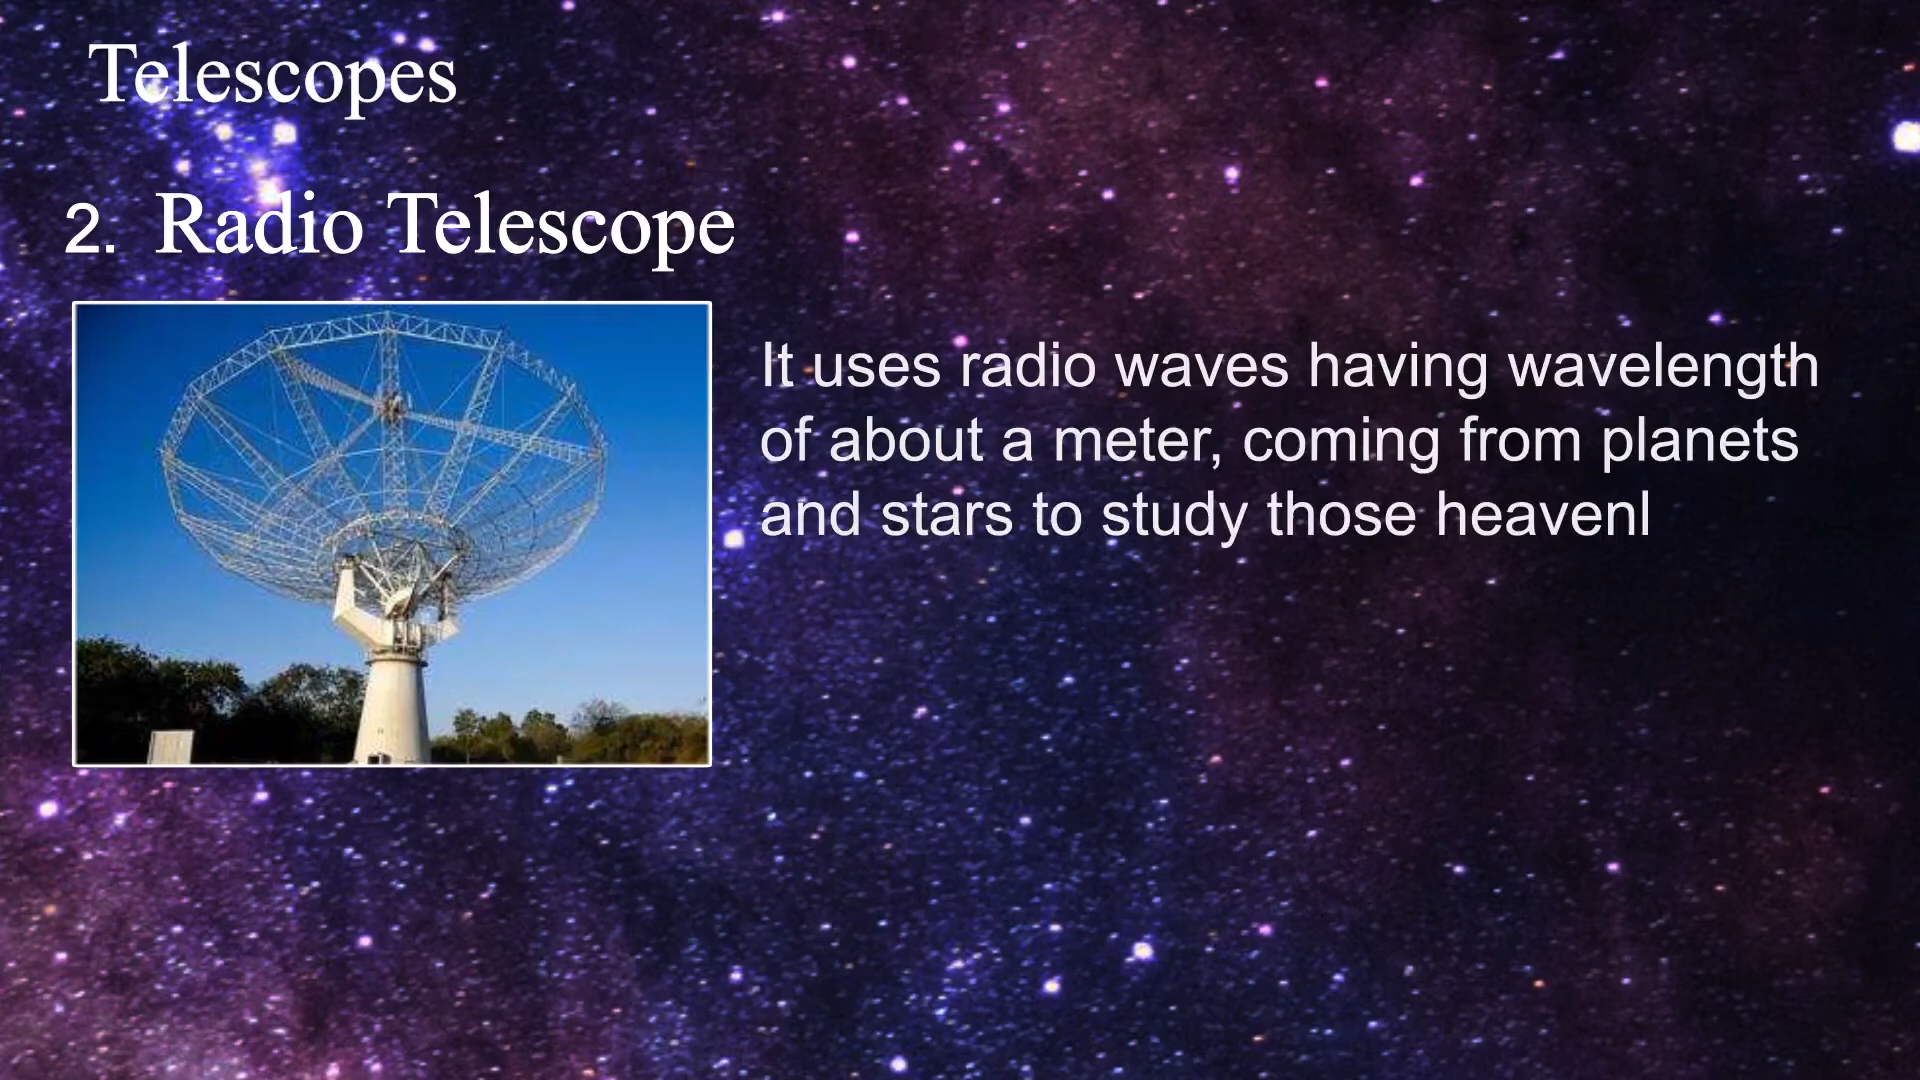 Telescopes
2. Radio Telescope
It uses radio waves having wavelength
of about a meter, coming from planets
and stars to study those heavenl